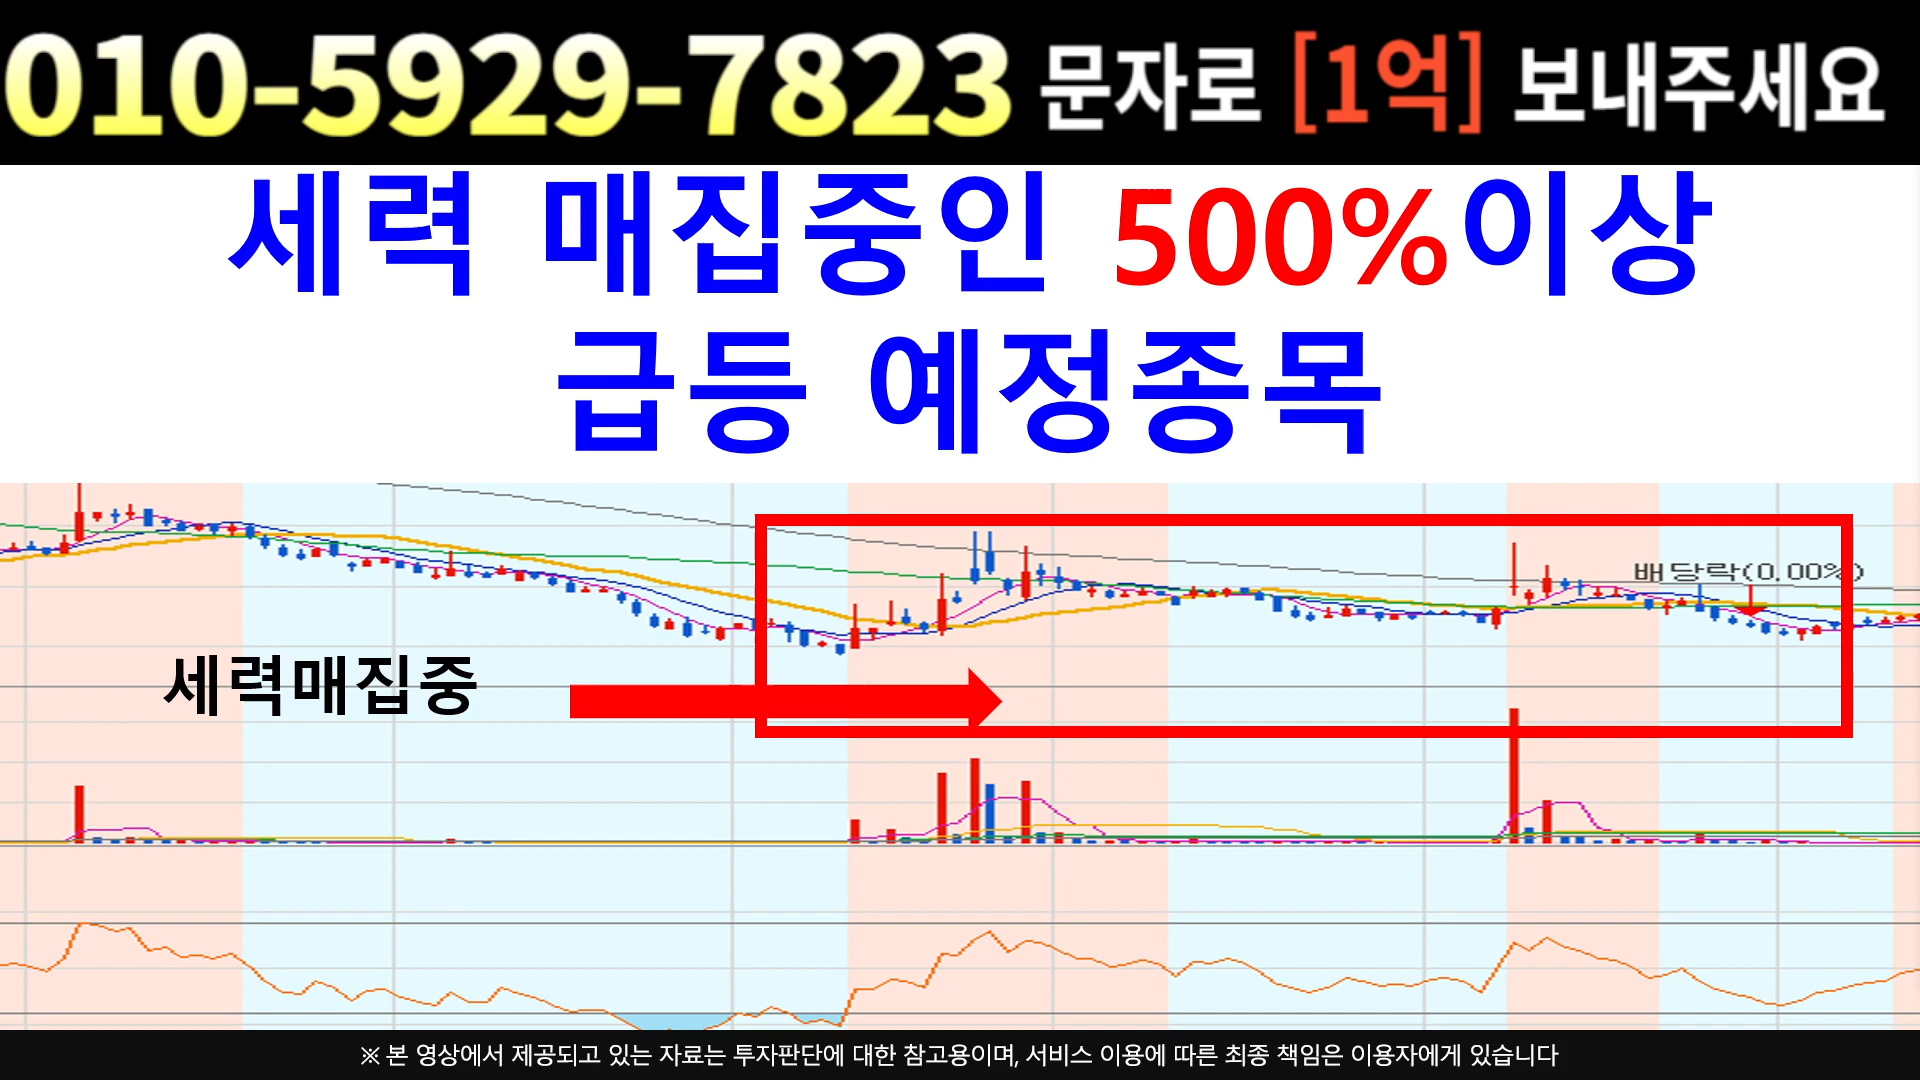 010-5929-7823 문자로 [1억] 보내주세요
세력 매집중인 500%이상
급등 예정종목
배당락(0.00%)
세력매집중
※ 본 영상에서 제공되고 있는 자료는 투자판단에 대한 참고용이며, 서비스 이용에 따른 최종 책임은 이용자에게 있습니다